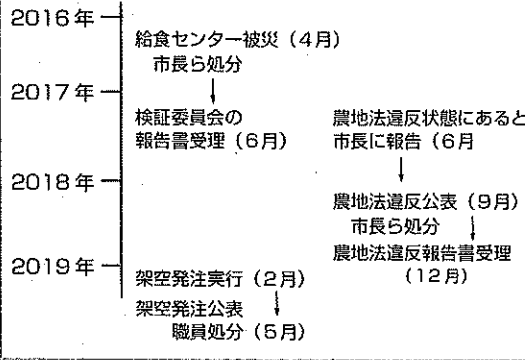 2016年
給食センター被災（4月）
市長ら処分
2017年
検証委員会の
報告書受理（6月）
農地法違反状態にあると
市長に報告（6月
2018年
農地法違反公表（9月）
市長ら処分
農地法違反報告書受理
（12月）
2019年
架空発注実行（2月）
架空発注公表
職員処分（5月）